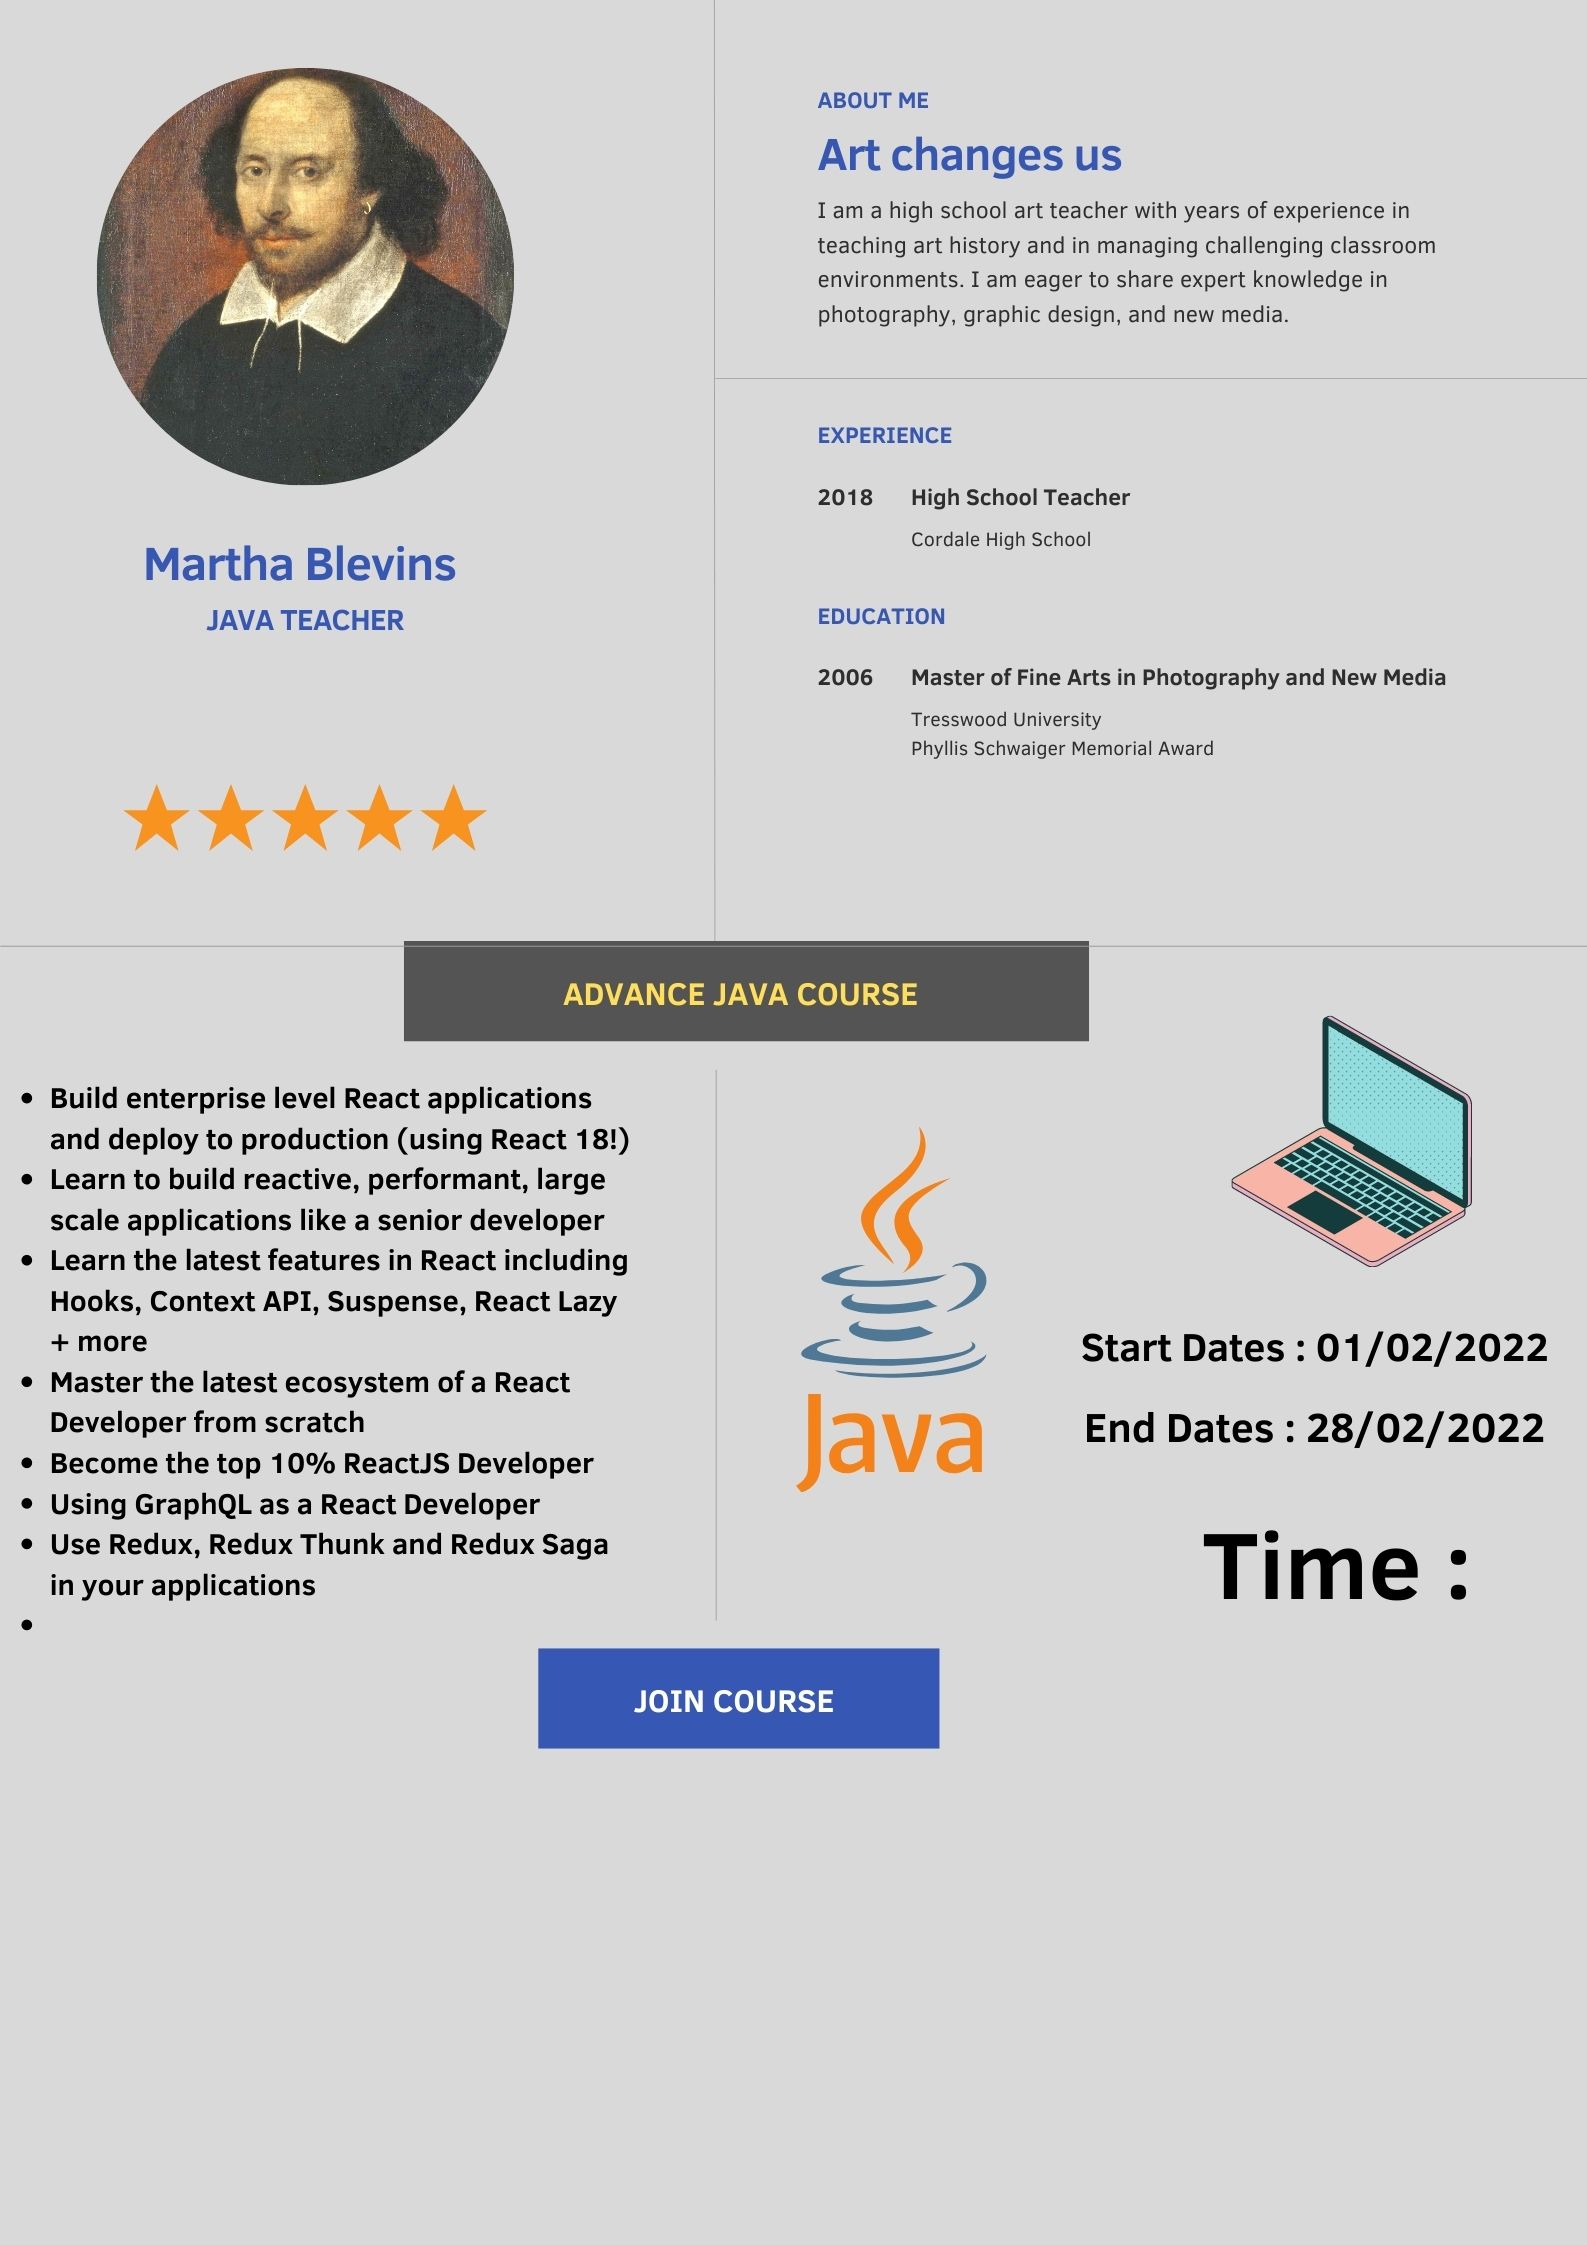 Martha Blevins
JAVA TEACHER
ABOUT ME
Art changes us
I am a high school art teacher with years of experience in
teaching art history and in managing challenging classroom
environments. I am eager to share expert knowledge in
photography, graphic design, and new media.
EXPERIENCE
2018 High School Teacher
Cordale High School
EDUCATION
2006 Master of Fine Arts in Photography and New Media
Tresswood University
Phyllis Schwaiger Memorial Award
ADVANCE JAVA COURSE
• Build enterprise level React applications
and deploy to production (using React 18!)
• Learn to build reactive, performant, large
scale applications like a senior developer
• Learn the latest features in React including
Hooks, Context API, Suspense, React Lazy
+ more
• Master the latest ecosystem of a React
Developer from scratch
• Become the top 10% ReactJS Developer
• Using GraphQL as a React Developer
• Use Redux, Redux Thunk and Redux Saga
in your applications
•
Java
Start Dates : 01/02/2022
End Dates : 28/02/2022
Time :
JOIN COURSE